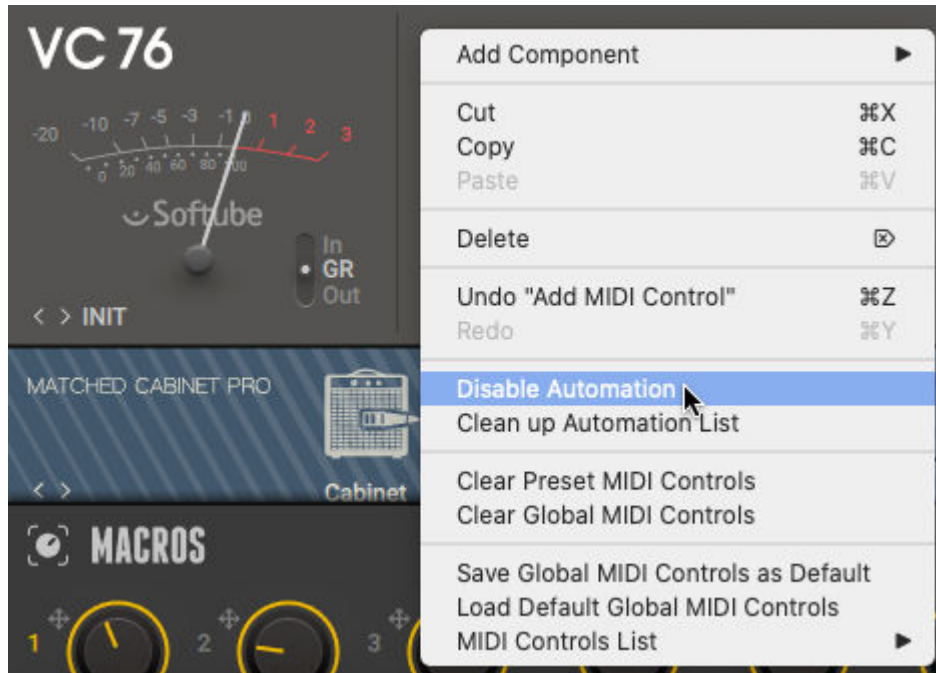 VC 76
-20 -10 -7 -5 -3 -1 0 1 2 3
0 20 40 60 80 100
Softube
In
GR
Out
< > INIT
MATCHED CABINET PRO
< >
Cabinet
MACROS
1 2 3
Add Component ▶
Cut ⌘X
Copy ⌘C
Paste ⌘V
Delete ⌦
Undo "Add MIDI Control" ⌘Z
Redo ⌘Y
Disable Automation
Clean up Automation List
Clear Preset MIDI Controls
Clear Global MIDI Controls
Save Global MIDI Controls as Default
Load Default Global MIDI Controls
MIDI Controls List ▶